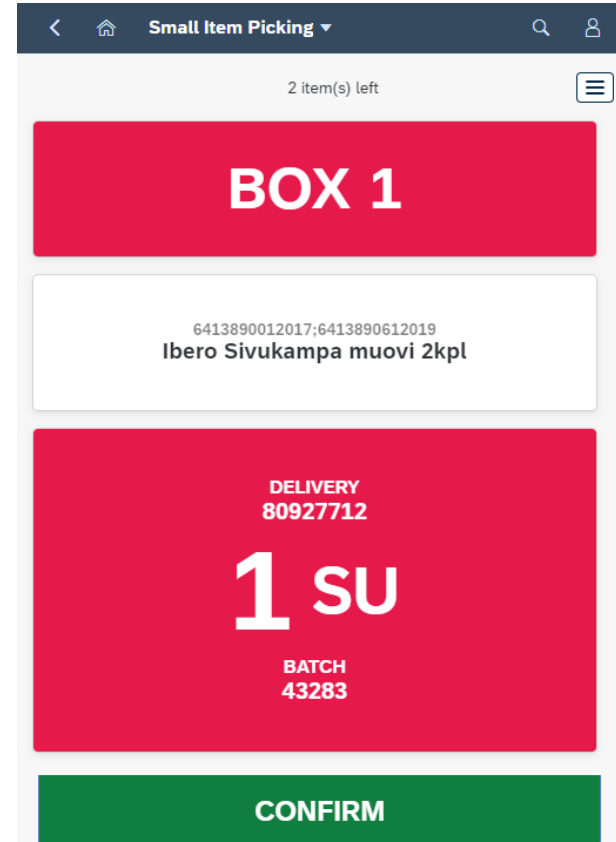 Small Item Picking
2 item(s) left
BOX 1
6413890012017;6413890612019
Ibero Sivukampa muovi 2kpl
DELIVERY
80927712
1 SU
BATCH
43283
CONFIRM